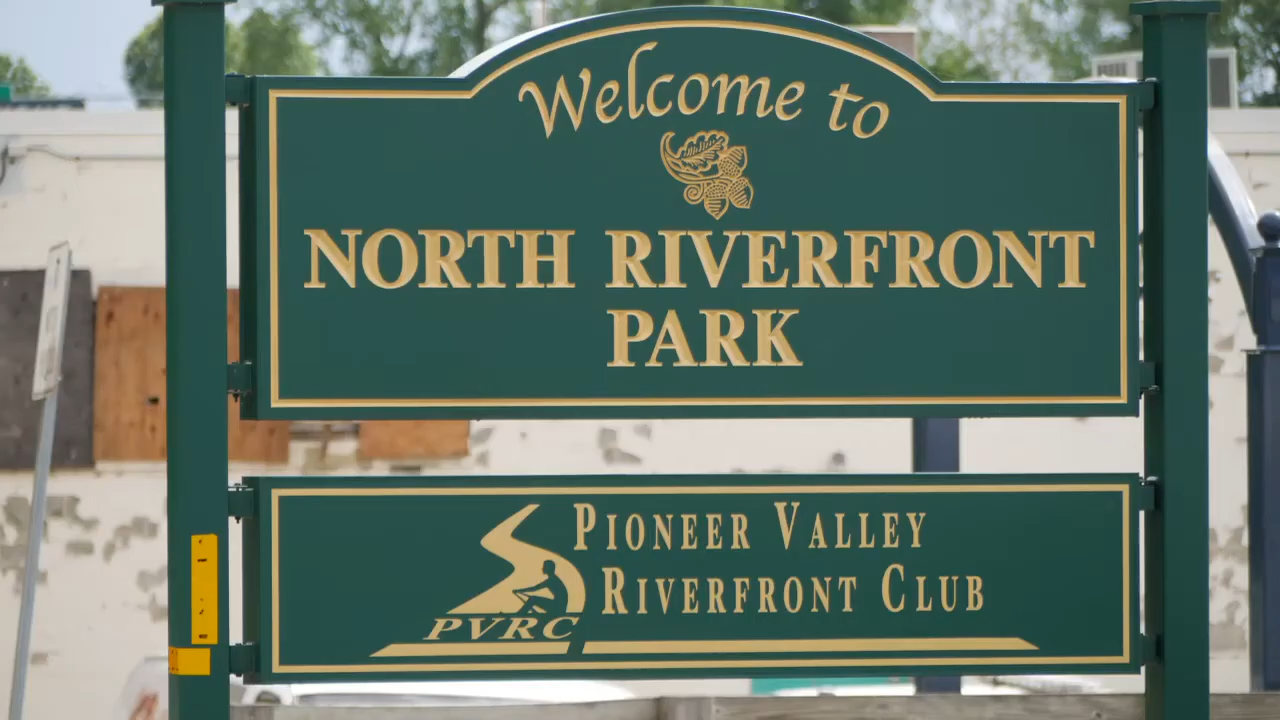 Welcome to
NORTH RIVERFRONT
PARK
PIONEER VALLEY
RIVERFRONT CLUB
PVRC